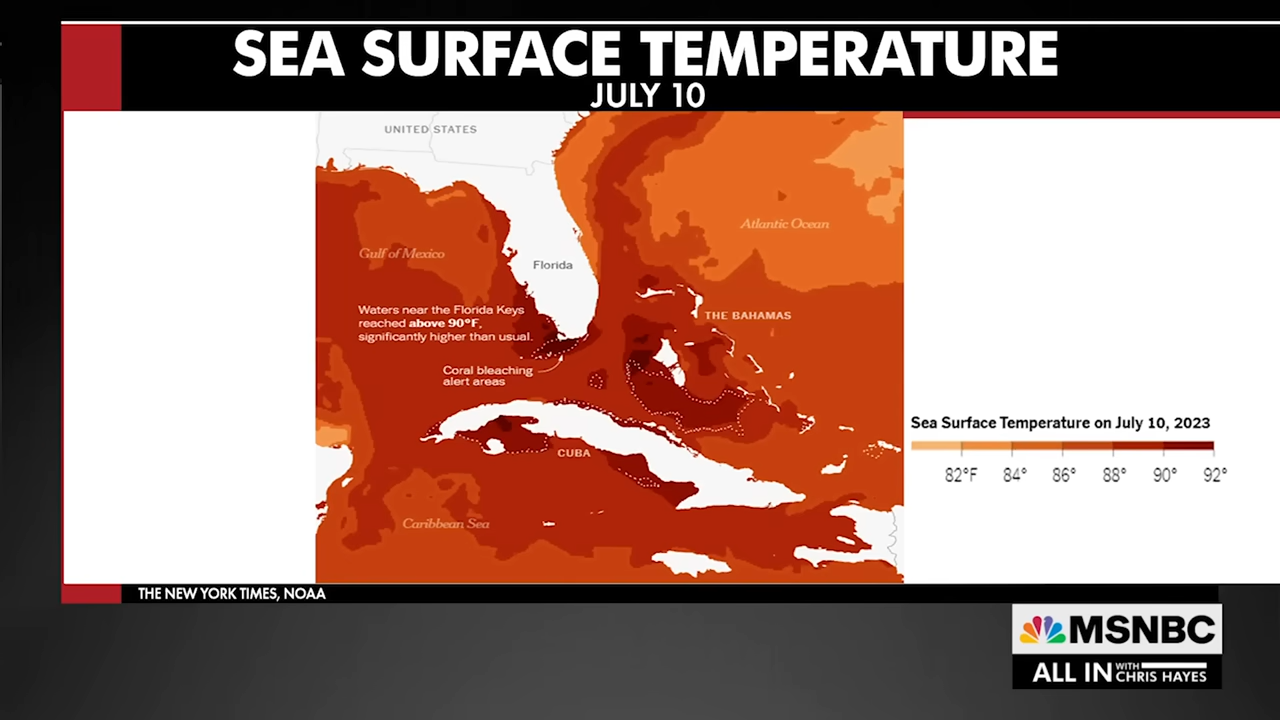 SEA SURFACE TEMPERATURE
JULY 10
UNITED STATES
Atlantic Ocean
Gulf of Mexico
Florida
Waters near the Florida Keys
reached above 90°F,
significantly higher than usual.
THE BAHAMAS
Coral bleaching
alert areas
CUBA
Caribbean Sea
Sea Surface Temperature on July 10, 2023
82°F 84° 86° 88° 90° 92°
THE NEW YORK TIMES, NOAA
MSNBC
ALL IN WITH CHRIS HAYES